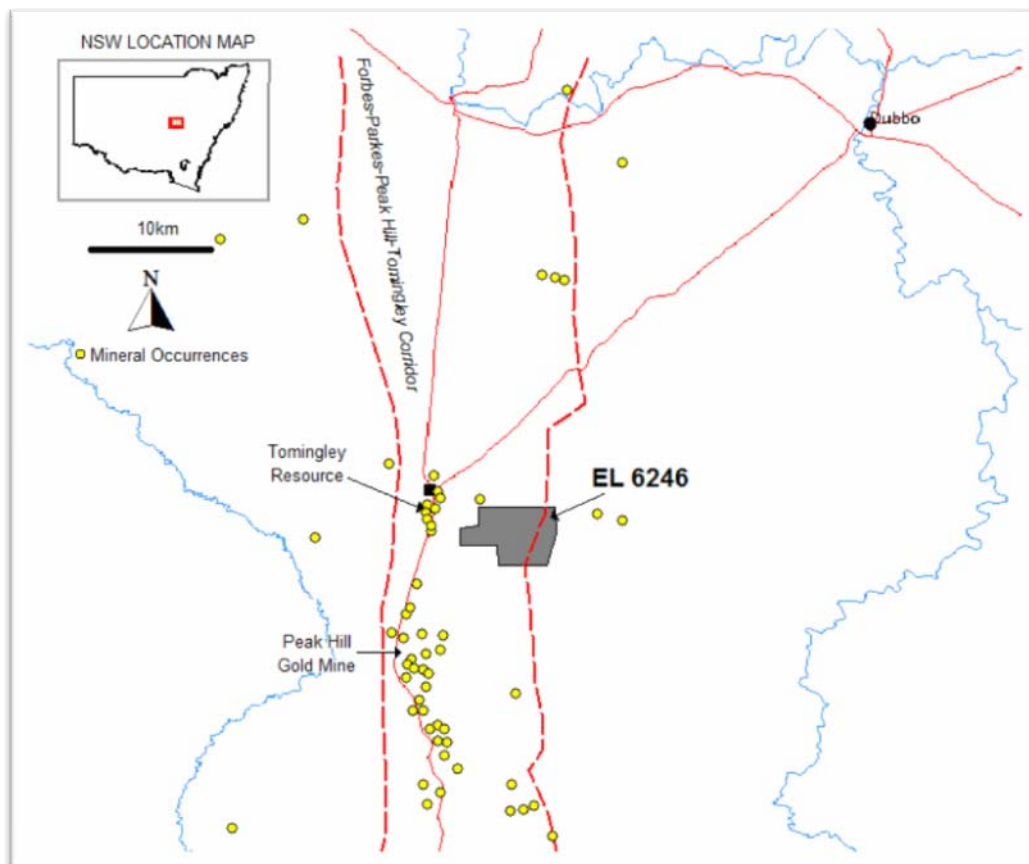 NSW LOCATION MAP
Forbes-Parkes-Peak Hill-Tomingley Corridor
Dubbo
10km
N
Mineral Occurrences
Tomingley
Resource
EL 6246
Peak Hill
Gold Mine